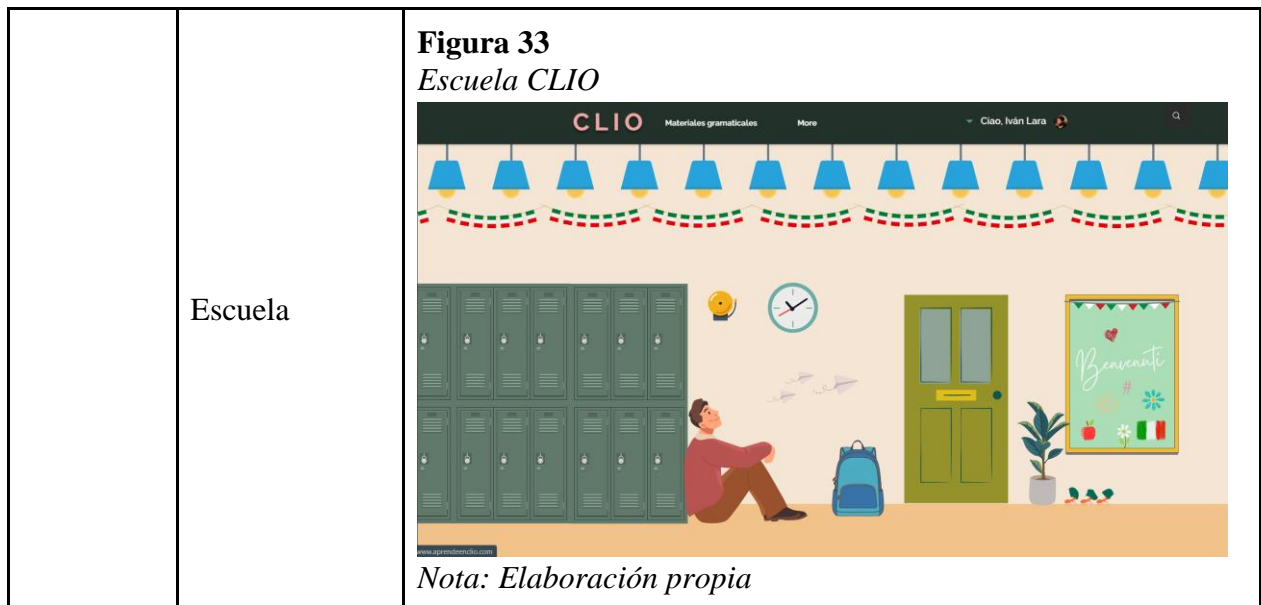 Escuela
Figura 33
Escuela CLIO
CLIO Materiales gramaticales More Ciao, Iván Lara
Benvenuti
#
www.aprendeenclio.com
Nota: Elaboración propia